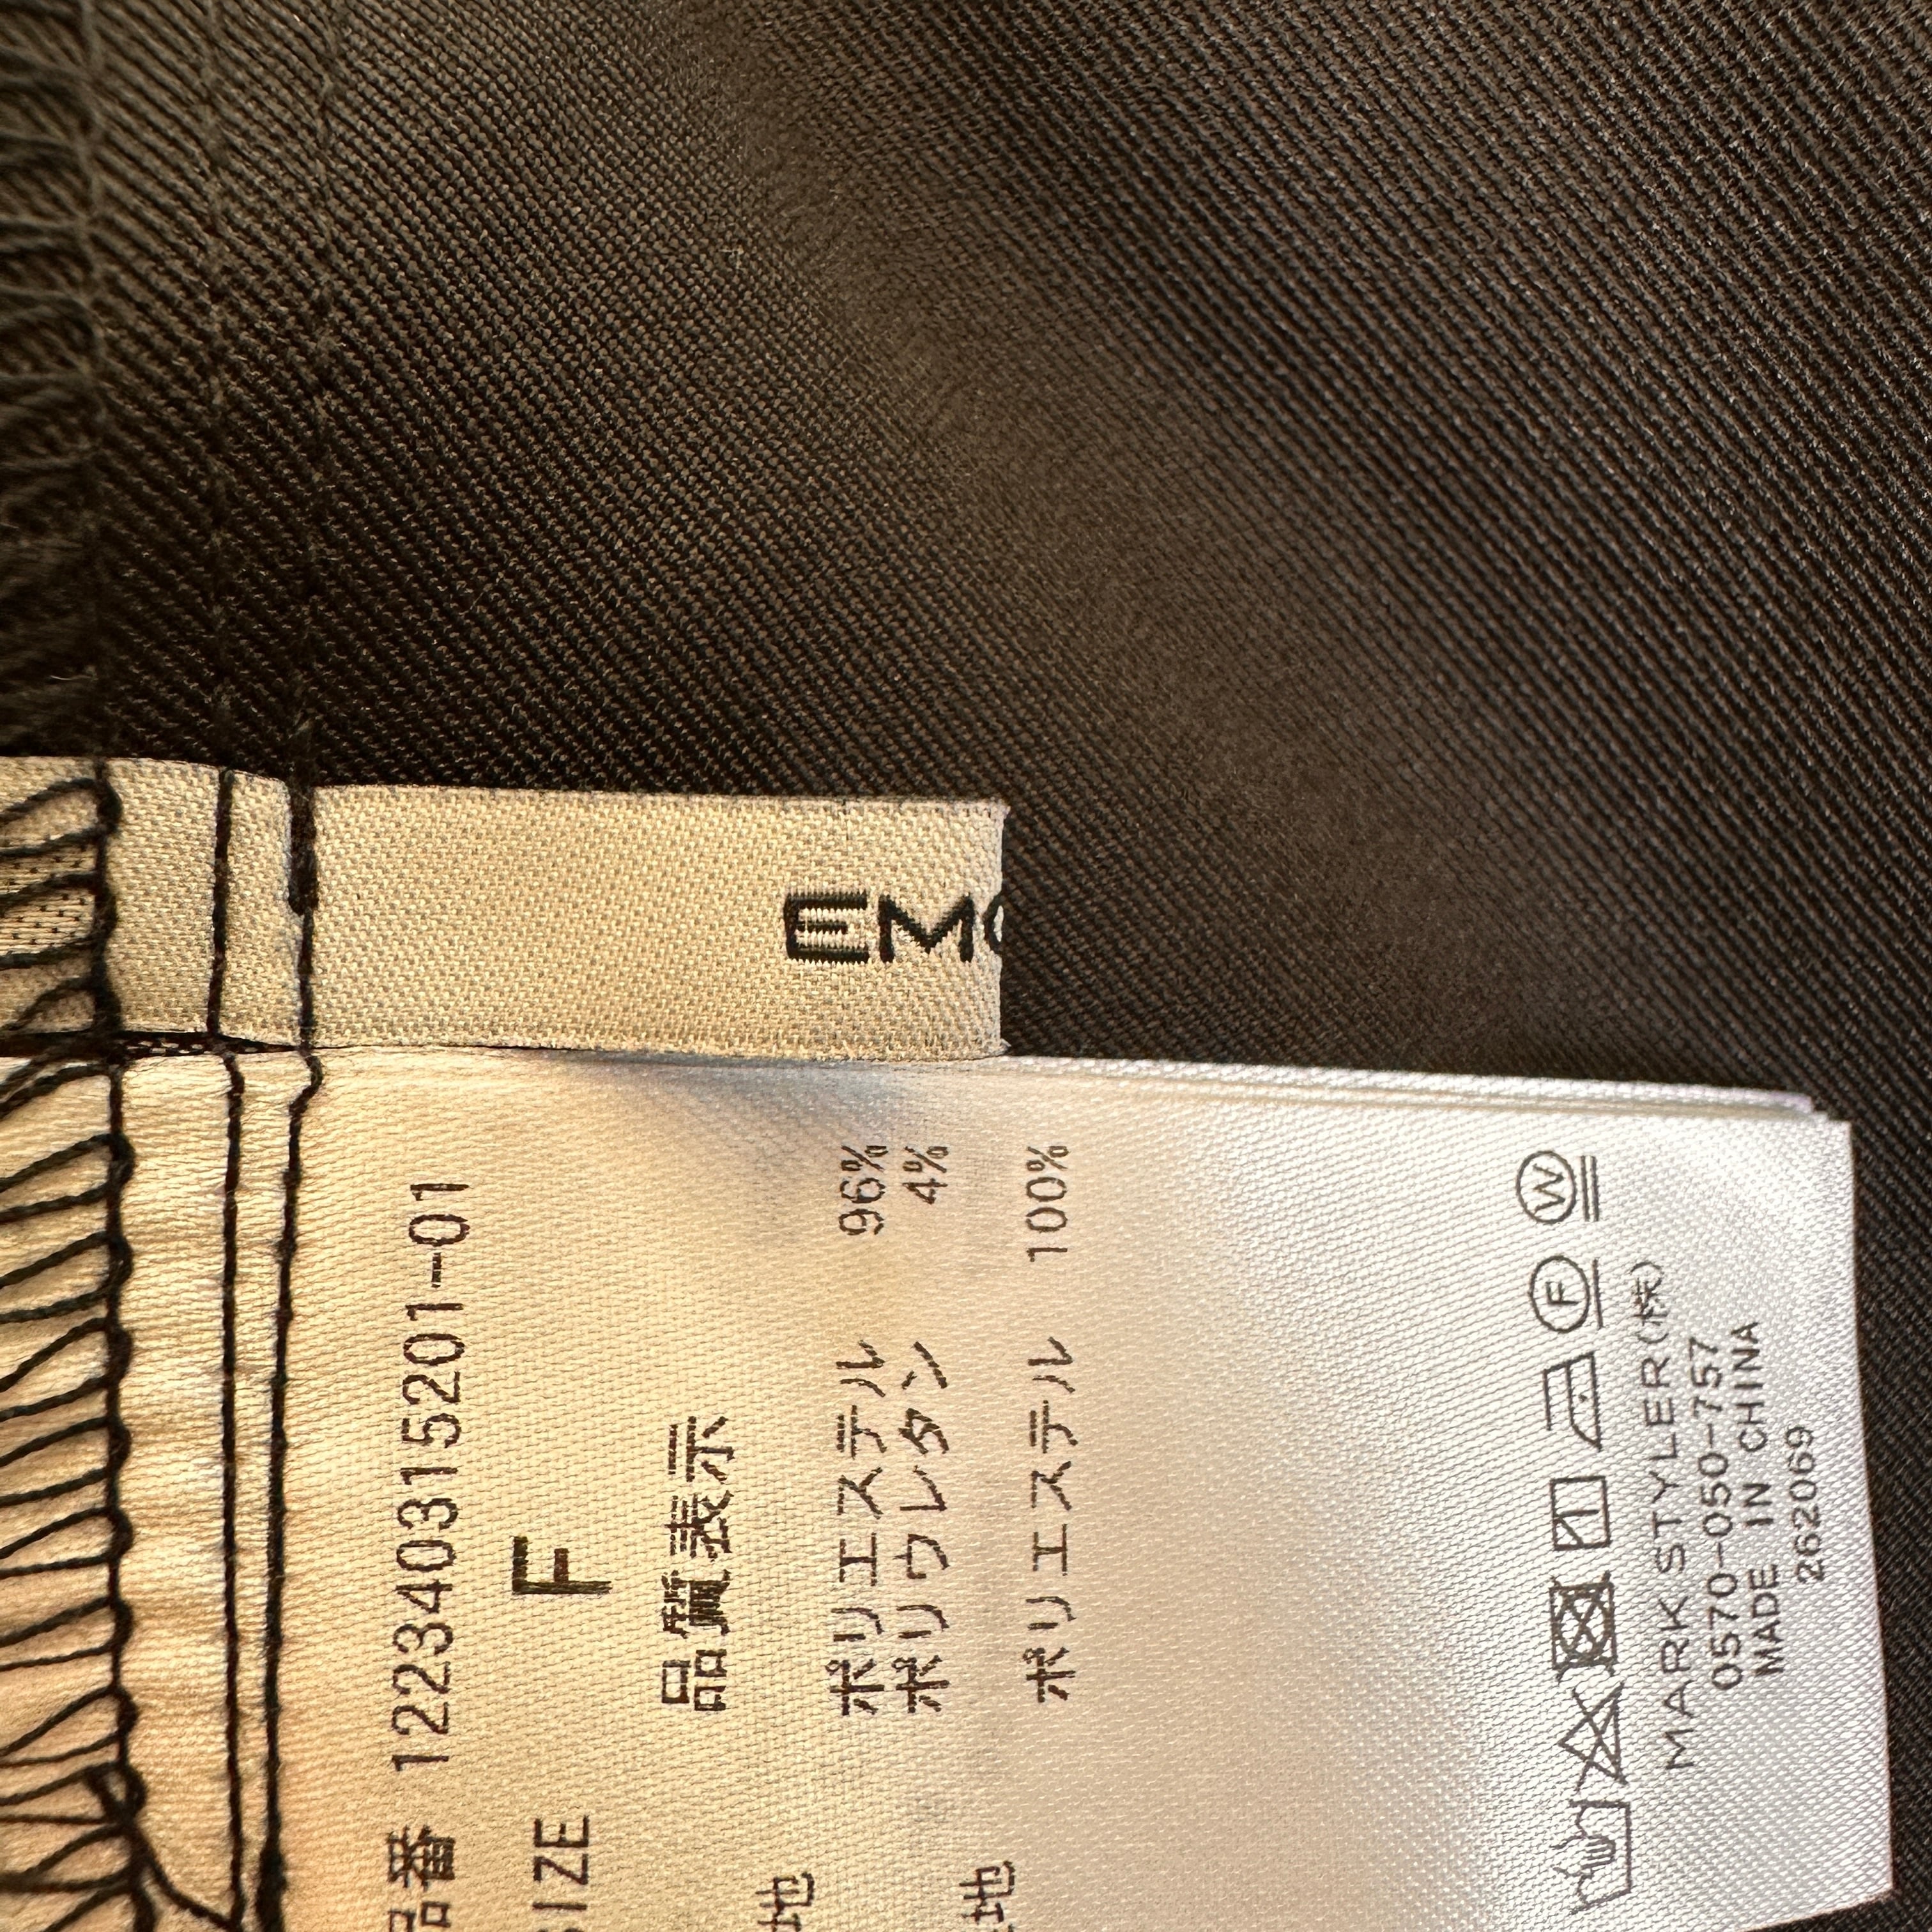 EMO
品番 122340315201-01
SIZE F
品質表示
地
ポリエステル 96%
ポリウレタン 4%
地
ポリエステル 100%
F W
MARK STYLER(株)
0570-050-757
MADE IN CHINA
262069